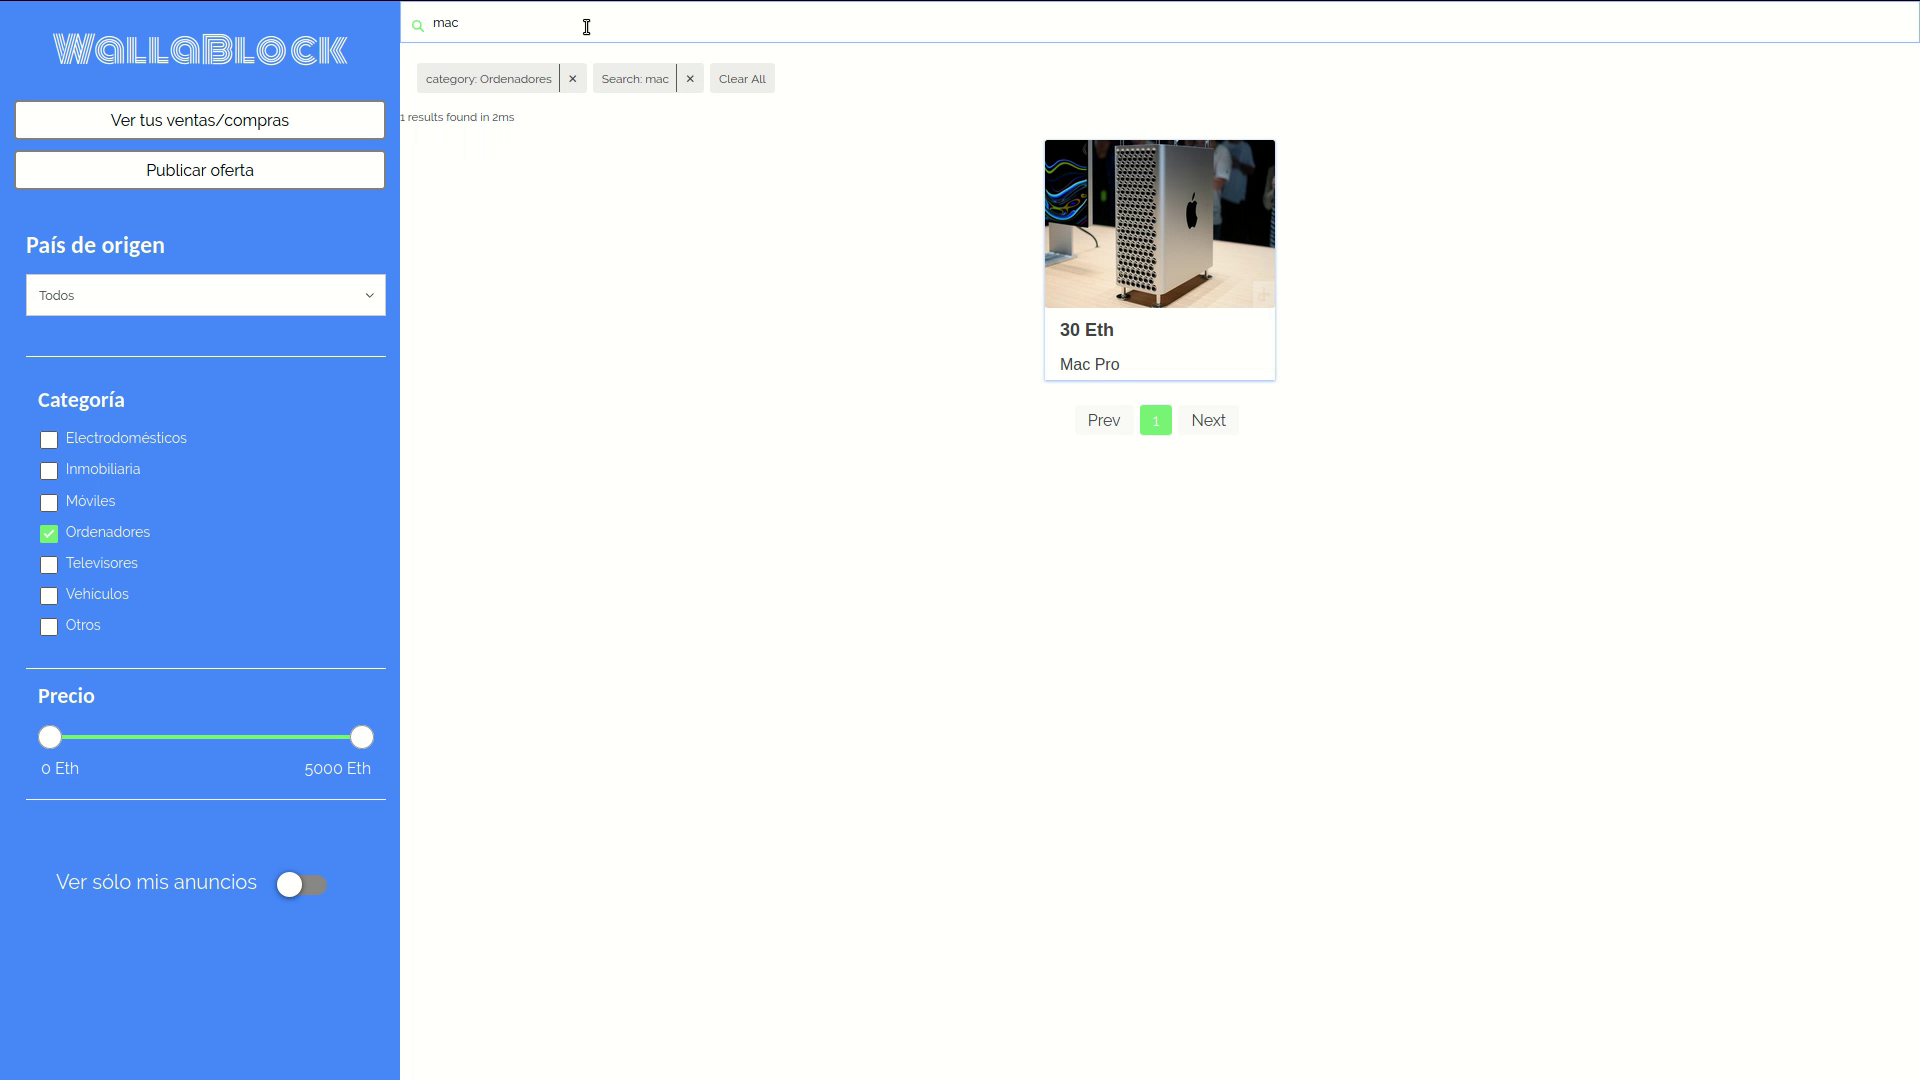 WALLABLOCK
Ver tus ventas/compras
Publicar oferta
País de origen
Todos
Categoría
Electrodomésticos
Inmobiliaria
Móviles
Ordenadores
Televisores
Vehiculos
Otros
Precio
0 Eth 5000 Eth
Ver sólo mis anuncios
mac
category: Ordenadores ✕ Search: mac ✕ Clear All
1 results found in 2ms
30 Eth
Mac Pro
Prev 1 Next